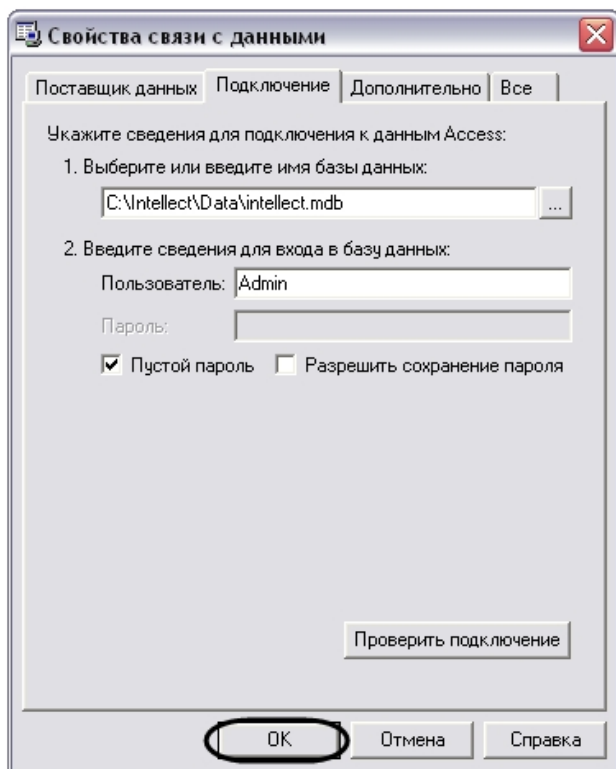 Свойства связи с данными
Поставщик данных Подключение Дополнительно Все
Укажите сведения для подключения к данным Access:
1. Выберите или введите имя базы данных:
C:\Intellect\Data\intellect.mdb ...
2. Введите сведения для входа в базу данных:
Пользователь: Admin
Пароль:
Пустой пароль Разрешить сохранение пароля
Проверить подключение
OK Отмена Справка